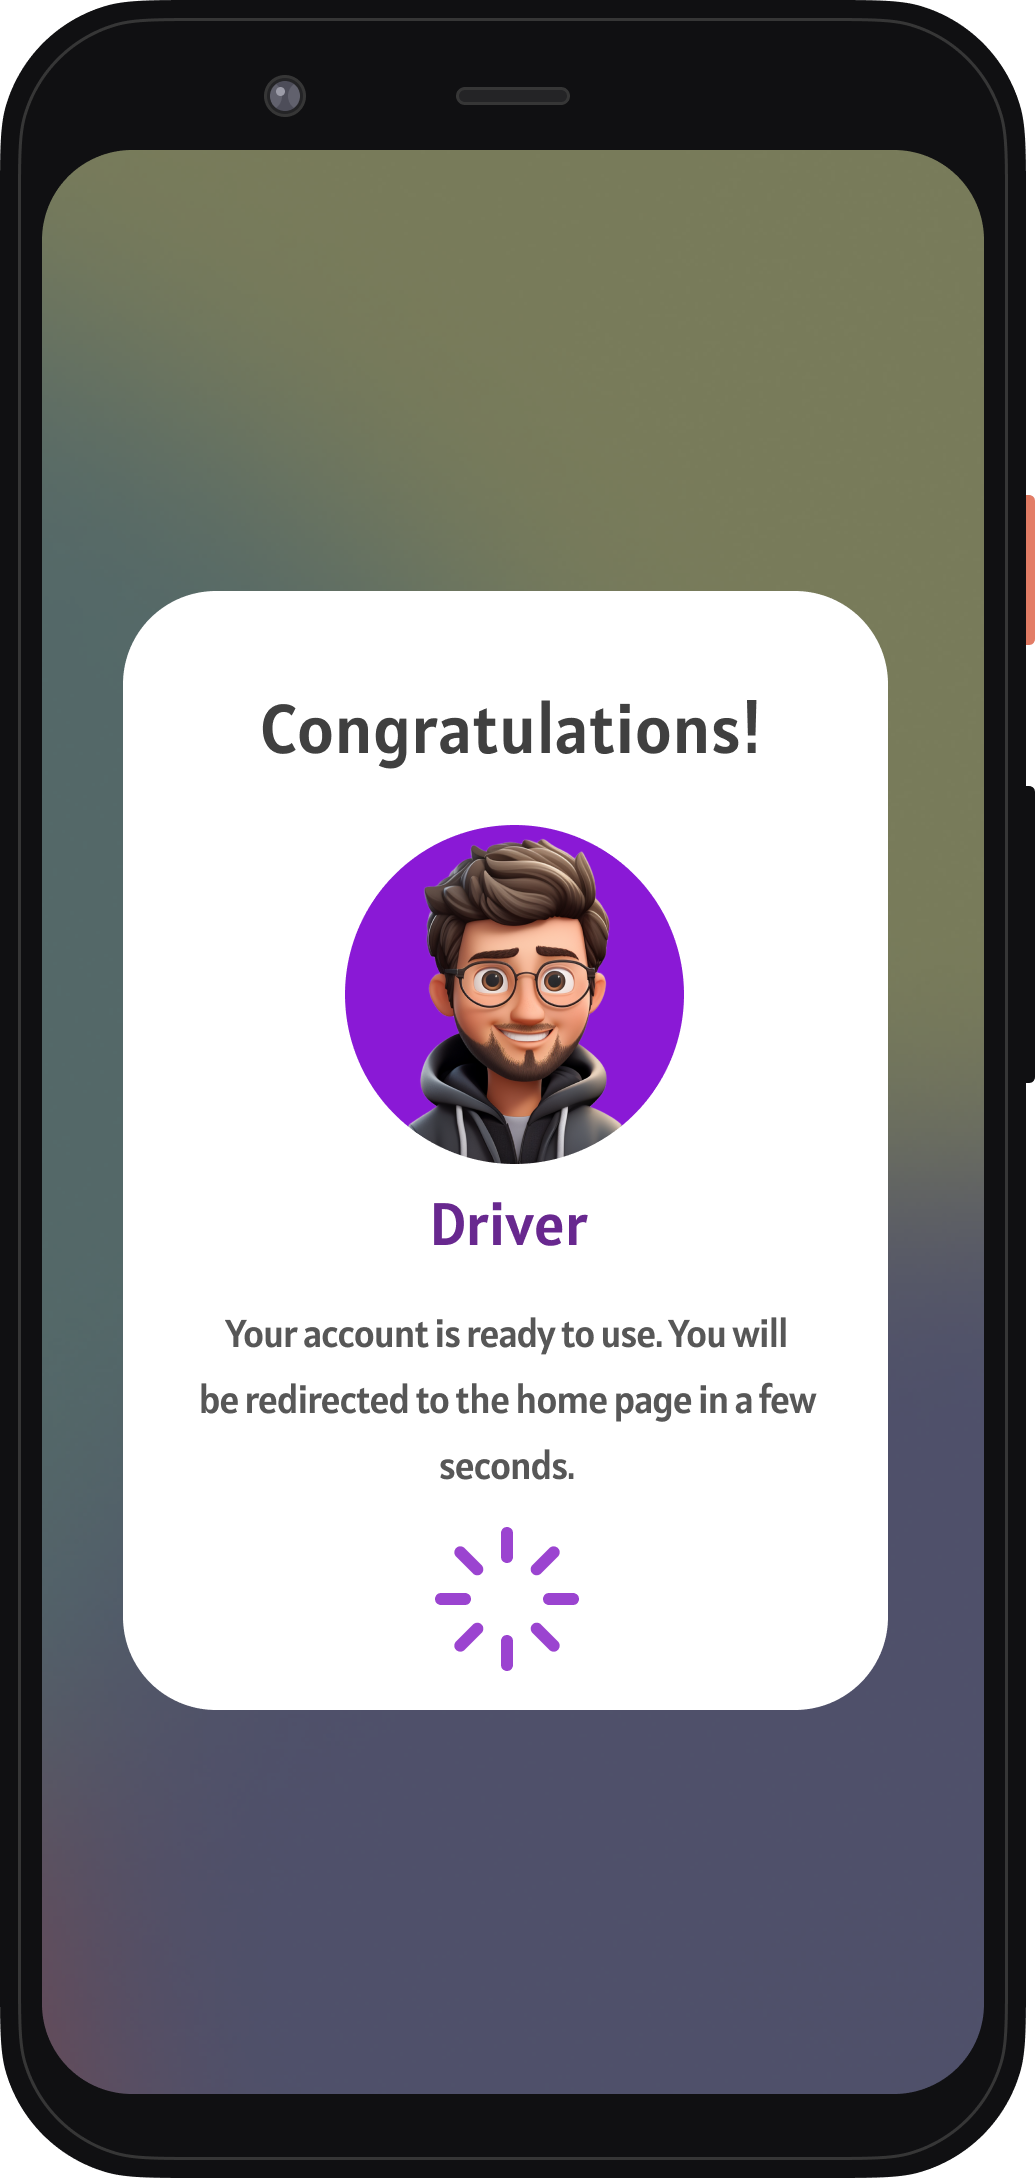 Congratulations!
Driver
Your account is ready to use. You will
be redirected to the home page in a few
seconds.